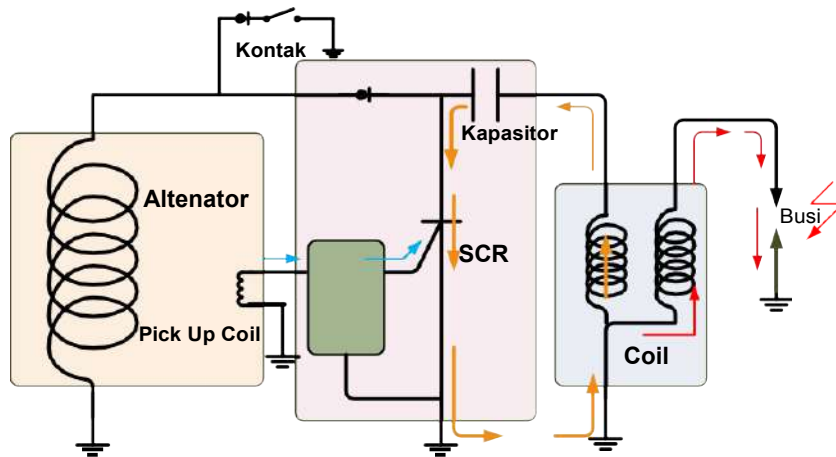 Kontak
Kapasitor
Altenator
Busi
SCR
Pick Up Coil
Coil